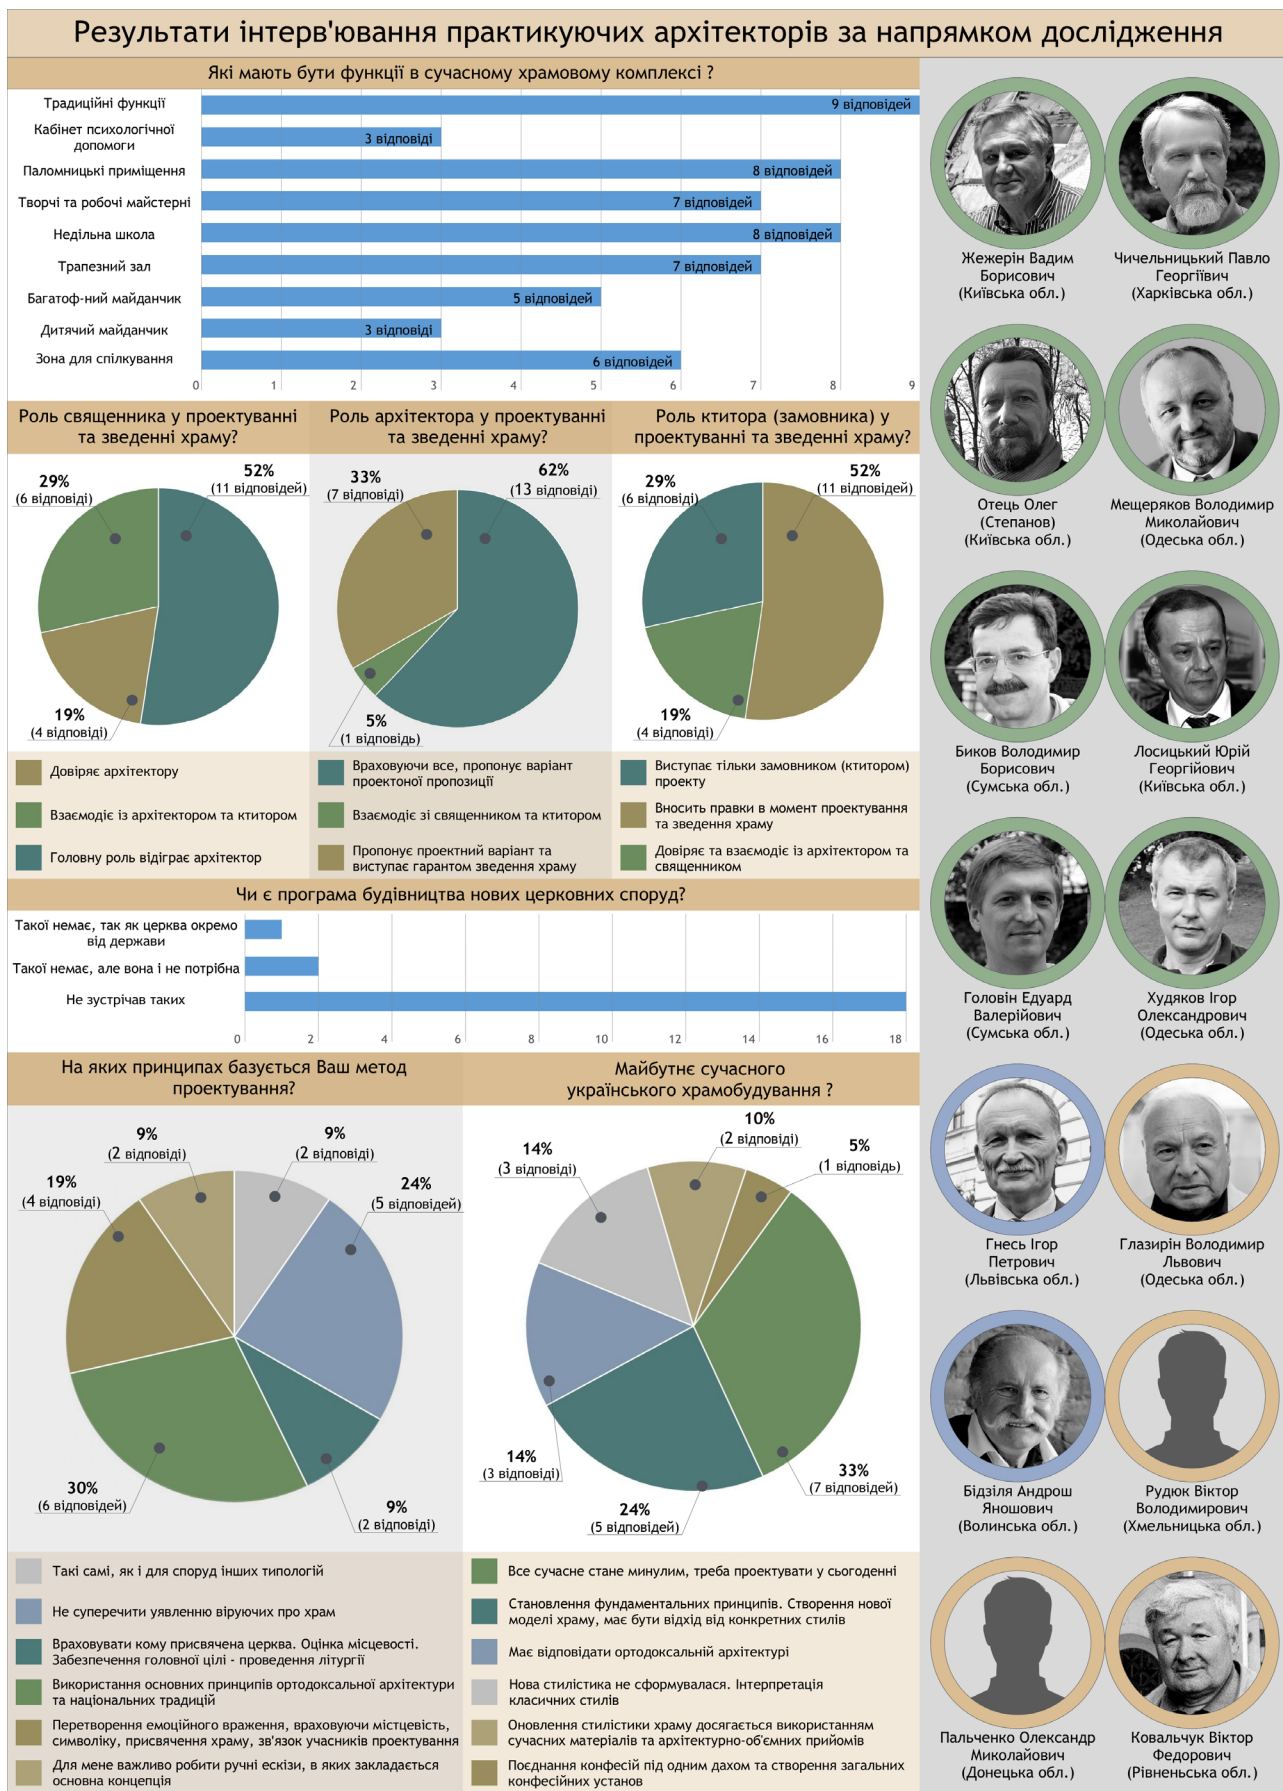 Результати інтерв'ювання практикуючих архітекторів за напрямком дослідження
Які мають бути функції в сучасному храмовому комплексі ?
Традиційні функції
9 відповідей
Кабінет психологічної
допомоги
3 відповіді
Паломницькі приміщення
8 відповідей
Творчі та робочі майстерні
7 відповідей
Недільна школа
8 відповідей
Трапезний зал
7 відповідей
Багатоф-ний майданчик
5 відповідей
Дитячий майданчик
3 відповіді
Зона для спілкування
6 відповідей
0 1 2 3 4 5 6 7 8 9
Роль священника у проектуванні
та зведенні храму?
29%
(6 відповіді)
52%
(11 відповідей)
19%
(4 відповіді)
Довіряє архітектору
Взаємодіє із архітектором та ктитором
Головну роль відіграє архітектор
Роль архітектора у проектуванні
та зведенні храму?
33%
(7 відповіді)
62%
(13 відповідей)
5%
(1 відповідь)
Враховуючи все, пропонує варіант
проектоної пропозиції
Взаємодіє зі священником та ктитором
Пропонує проектний варіант та
виступає гарантом зведення храму
Роль ктитора (замовника) у
проектуванні та зведенні храму?
29%
(6 відповіді)
52%
(11 відповідей)
19%
(4 відповіді)
Виступає тільки замовником (ктитором)
проекту
Вносить правки в момент проектування
та зведення храму
Довіряє та взаємодіє із архітектором та
священником
Чи є програма будівництва нових церковних споруд?
Такої немає, так як церква окремо
від держави
Такої немає, але вона і не потрібна
Не зустрічав таких
0 2 4 6 8 10 12 14 16 18
На яких принципах базується Ваш метод
проектування?
9%
(2 відповіді)
9%
(2 відповіді)
19%
(4 відповіді)
24%
(5 відповідей)
30%
(6 відповідей)
9%
(2 відповіді)
Такі самі, як і для споруд інших типологій
Не суперечити уявленню віруючих про храм
Враховувати кому присвячена церква. Оцінка місцевості.
Забезпечення головної цілі - проведення літургії
Використання основних принципів ортодоксальної архітектури
та національних традицій
Перетворення емоційного враження, враховуючи містцевість,
символіку, присвячення храму, зв'язок учасників проектування
Для мене важливо робити ручні ескізи, в яких закладається
основна концепція
Майбутнє сучасного
українського храмобудування ?
14%
(3 відповіді)
10%
(2 відповіді)
5%
(1 відповідь)
14%
(3 відповіді)
33%
(7 відповідей)
24%
(5 відповідей)
Все сучасне стане минулим, треба проектувати у сьогоденні
Становлення фундаментальних принципів. Створення нової
моделі храму, має бути відхід від конкретних стилів
Має відповідати ортодоксальній архітектурі
Нова стилістика не сформувалася. Інтерпретація
класичних стилів
Оновлення стилістики храму досягається використанням
сучасних матеріалів та архітектурно-об'ємних прийомів
Поєднання конфесій під одним дахом та створення загальних
конфесійних установ
Жежерін Вадим
Борисович
(Київська обл.)
Чичельницький Павло
Георгіївич
(Харківська обл.)
Отець Олег
(Степанов)
(Київська обл.)
Мещеряков Володимир
Миколайович
(Одеська обл.)
Биков Володимир
Борисович
(Сумська обл.)
Лосицький Юрій
Георгійович
(Київська обл.)
Головін Едуард
Валерійович
(Сумська обл.)
Худяков Ігор
Олександрович
(Одеська обл.)
Гнесь Ігор
Петрович
(Львівська обл.)
Глазирін Володимир
Львович
(Одеська обл.)
Бідзіля Андрош
Яношович
(Волинська обл.)
Рудюк Віктор
Володимирович
(Хмельницька обл.)
Пальченко Олександр
Миколайович
(Донецька обл.)
Ковальчук Віктор
Федорович
(Рівненьська обл.)